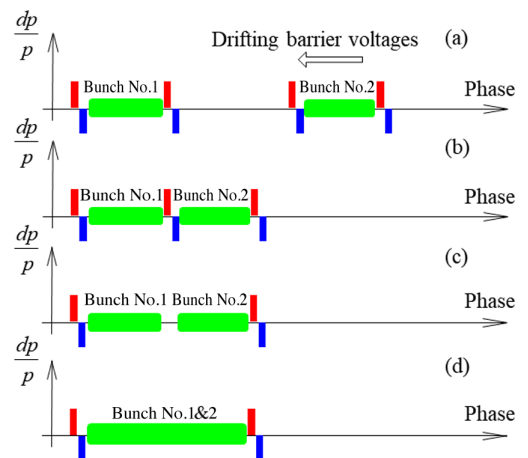 dp
p
Drifting barrier voltages
(a)
Bunch No.1
Bunch No.2
Phase
dp
p
(b)
Bunch No.1
Bunch No.2
Phase
dp
p
(c)
Bunch No.1
Bunch No.2
Phase
dp
p
(d)
Bunch No.1&2
Phase